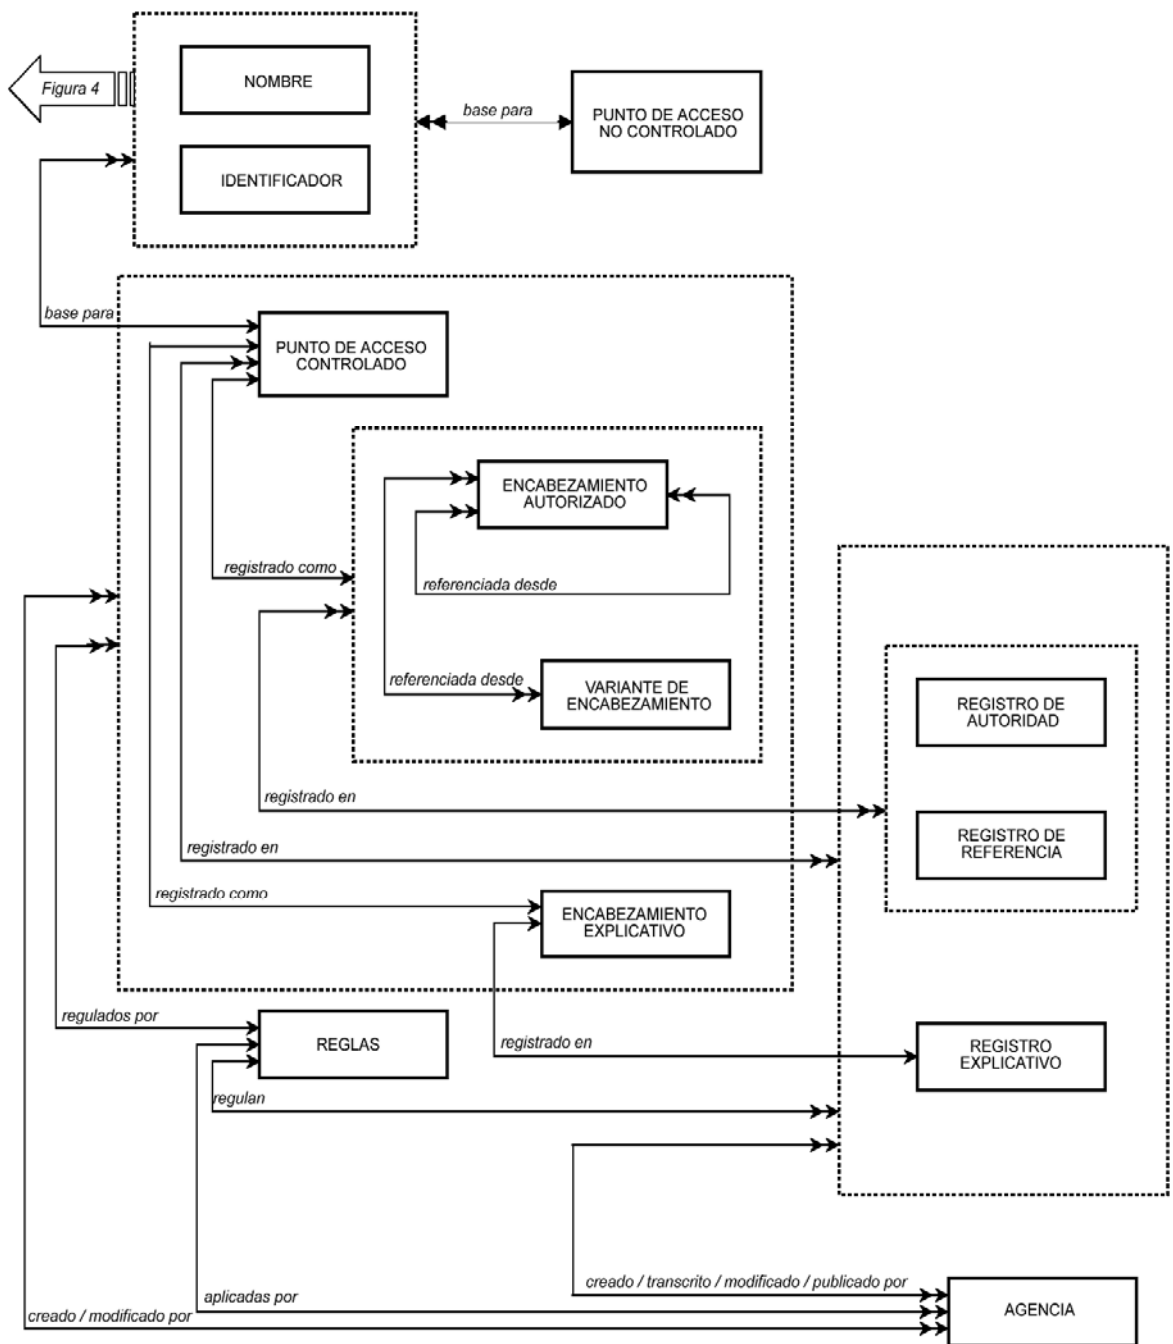 Figura 4
NOMBRE
IDENTIFICADOR
base para
PUNTO DE ACCESO
NO CONTROLADO
base para
PUNTO DE ACCESO
CONTROLADO
ENCABEZAMIENTO
AUTORIZADO
registrado como
referenciada desde
referenciada desde
VARIANTE DE
ENCABEZAMIENTO
REGISTRO DE
AUTORIDAD
registrado en
REGISTRO DE
REFERENCIA
registrado en
registrado como
ENCABEZAMIENTO
EXPLICATIVO
regulados por
REGLAS
registrado en
REGISTRO
EXPLICATIVO
regulan
creado / transcrito / modificado / publicado por
aplicadas por
creado / modificado por
AGENCIA